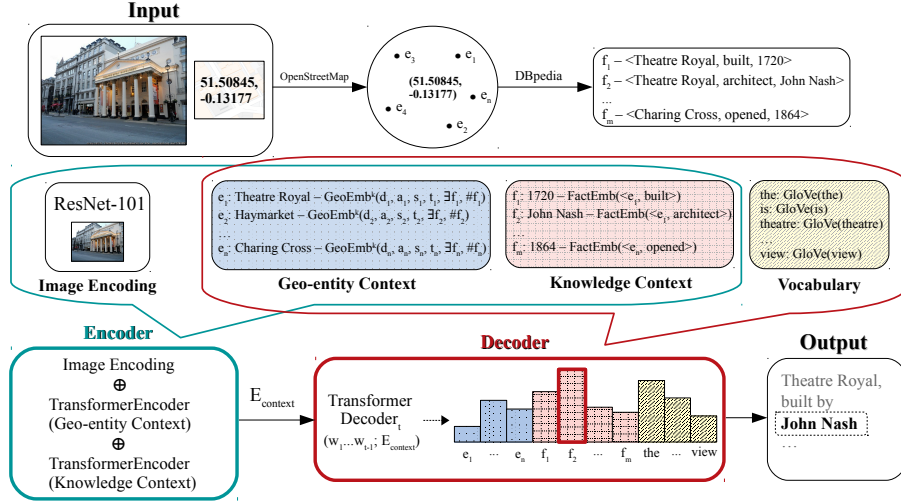 Input
51.50845,
-0.13177
OpenStreetMap
e₃
e₁
(51.50845,
-0.13177)
eₙ
e₄
e₂
DBpedia
f₁ – <Theatre Royal, built, 1720>
f₂ – <Theatre Royal, architect, John Nash>
...
fₘ – <Charing Cross, opened, 1864>
ResNet-101
Image Encoding
e₁: Theatre Royal – GeoEmbᵏ(d₁, a₁, s₁, t₁, ∃f₁, #f₁)
e₂: Haymarket – GeoEmbᵏ(d₂, a₂, s₂, t₂, ∃f₂, #f₂)
...
eₙ: Charing Cross – GeoEmbᵏ(dₙ, aₙ, sₙ, tₙ, ∃fₙ, #fₙ)
Geo-entity Context
f₁: 1720 – FactEmb(<e₁, built>)
f₂: John Nash – FactEmb(<e₁, architect>)
...
fₘ: 1864 – FactEmb(<eₙ, opened>)
Knowledge Context
the: GloVe(the)
is: GloVe(is)
theatre: GloVe(theatre)
...
view: GloVe(view)
Vocabulary
Encoder
Image Encoding
⊕
TransformerEncoder
(Geo-entity Context)
⊕
TransformerEncoder
(Knowledge Context)
E_context
Decoder
Transformer
Decoderₜ
(w₁...wₜ₋₁; E_context)
e₁ ... eₙ f₁ f₂ ... fₘ the ... view
Output
Theatre Royal,
built by
John Nash
...